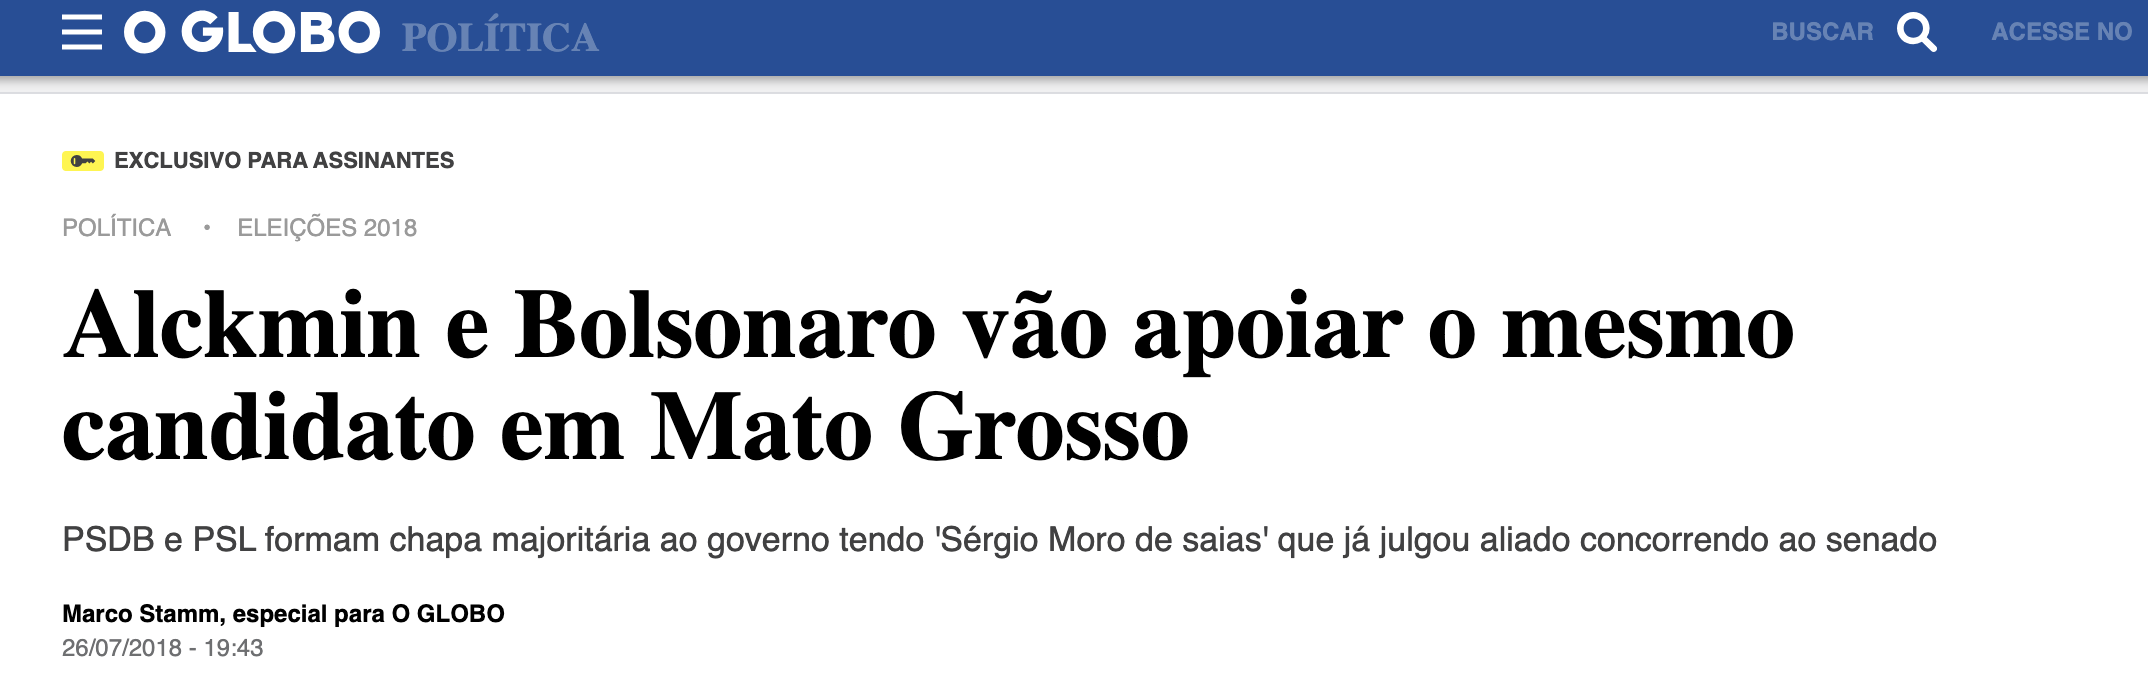 O GLOBO POLÍTICA BUSCAR ACESSE NO
EXCLUSIVO PARA ASSINANTES
POLÍTICA • ELEIÇÕES 2018
Alckmin e Bolsonaro vão apoiar o mesmo
candidato em Mato Grosso
PSDB e PSL formam chapa majoritária ao governo tendo 'Sérgio Moro de saias' que já julgou aliado concorrendo ao senado
Marco Stamm, especial para O GLOBO
26/07/2018 - 19:43